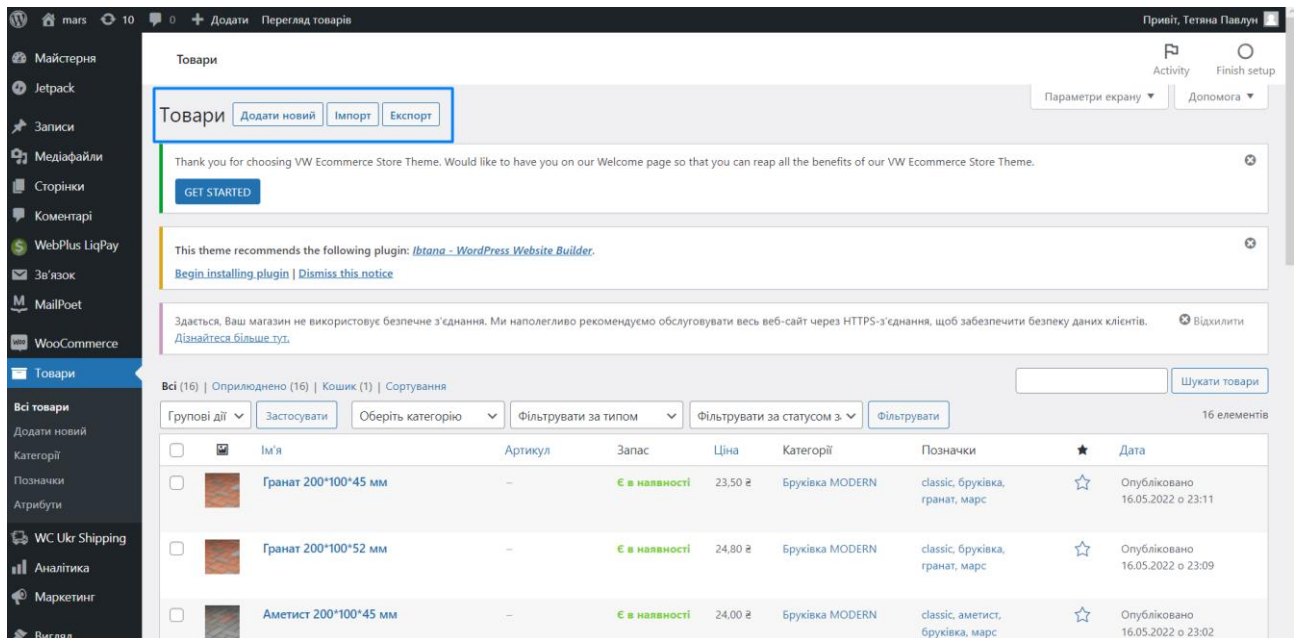 mars 10 0 + Додати Перегляд товарів Привіт, Тетяна Павлун
Майстерня
Jetpack
Записи
Медіафайли
Сторінки
Коментарі
WebPlus LiqPay
Зв'язок
MailPoet
WooCommerce
Товари
Всі товари
Додати новий
Категорії
Позначки
Атрибути
WC Ukr Shipping
Аналітика
Маркетинг
Вигляд
Товари
Activity Finish setup
Параметри екрану Допомога
Товари Додати новий Імпорт Експорт
Thank you for choosing VW Ecommerce Store Theme. Would like to have you on our Welcome page so that you can reap all the benefits of our VW Ecommerce Store Theme.
GET STARTED
This theme recommends the following plugin: Ibtana - WordPress Website Builder.
Begin installing plugin | Dismiss this notice
Здається, Ваш магазин не використовує безпечне з'єднання. Ми наполегливо рекомендуємо обслуговувати весь веб-сайт через HTTPS-з'єднання, щоб забезпечити безпеку даних клієнтів. Відхилити
Дізнайтеся більше тут.
Всі (16) | Оприлюднено (16) | Кошик (1) | Сортування
Шукати товари
Групові дії Застосувати Оберіть категорію Фільтрувати за типом Фільтрувати за статусом з Фільтрувати 16 елементів
Ім'я Артикул Запас Ціна Категорії Позначки Дата
Гранат 200*100*45 мм – Є в наявності 23,50 ₴ Бруківка MODERN classic, бруківка, Опубліковано
гранат, марс 16.05.2022 о 23:11
Гранат 200*100*52 мм – Є в наявності 24,80 ₴ Бруківка MODERN classic, бруківка, Опубліковано
гранат, марс 16.05.2022 о 23:09
Аметист 200*100*45 мм – Є в наявності 24,00 ₴ Бруківка MODERN classic, аметист, Опубліковано
бруківка, марс 16.05.2022 о 23:02